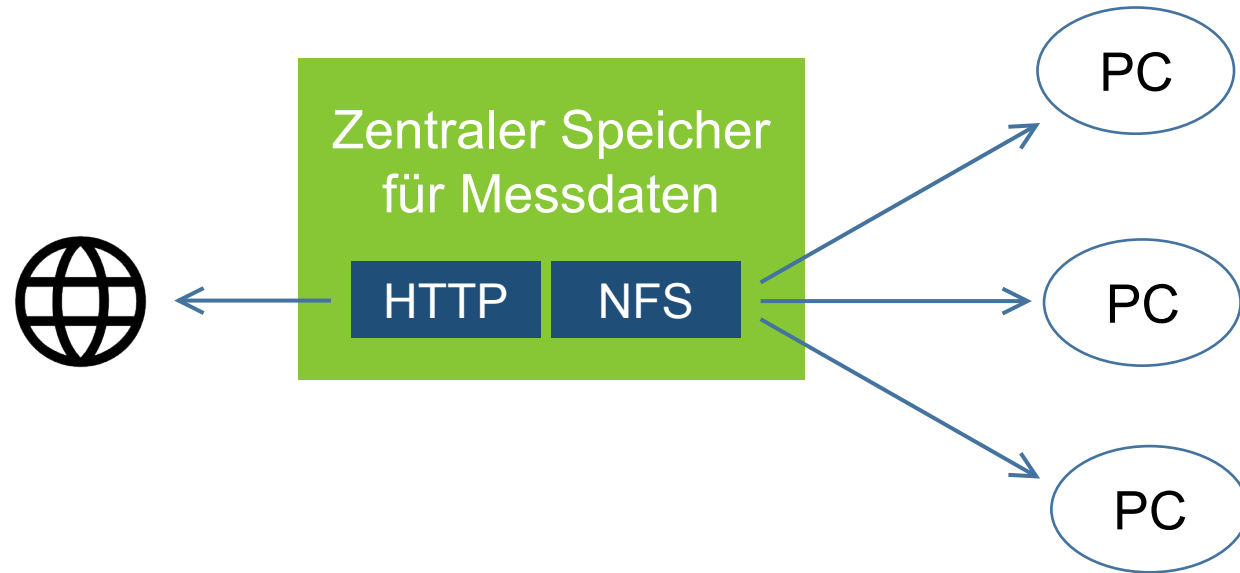 Zentraler Speicher
für Messdaten
HTTP
NFS
PC
PC
PC